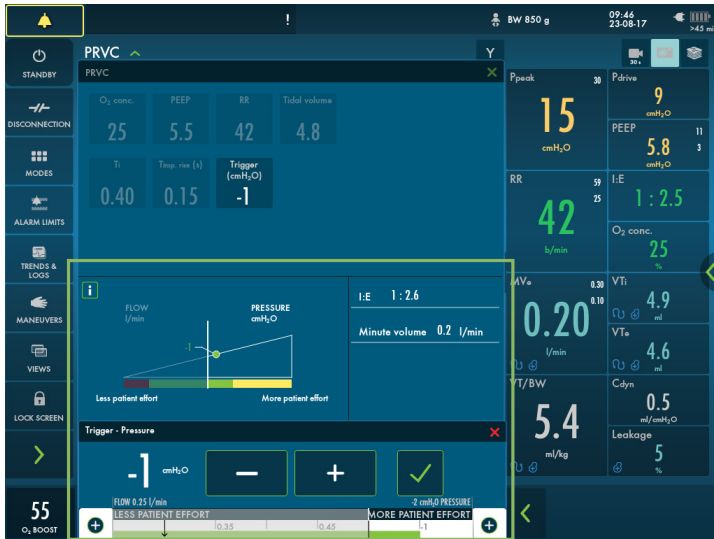 !
BW 850 g
09:46
23-08-17
>45 mi
STANDBY
DISCONNECTION
MODES
ALARM LIMITS
TRENDS &
LOGS
MANEUVERS
VIEWS
LOCK SCREEN
55
O₂ BOOST
PRVC
Y
30 s
PRVC
O₂ conc.
PEEP
RR
Tidal volume
25
5.5
42
4.8
Ti
Tinsp. rise (s)
Trigger
(cmH₂O)
0.40
0.15
-1
i
FLOW
l/min
PRESSURE
cmH₂O
-1
Less patient effort
More patient effort
I:E 1 : 2.6
Minute volume 0.2 l/min
Trigger - Pressure
-1 cmH₂O
FLOW 0.25 l/min
-2 cmH₂O PRESSURE
LESS PATIENT EFFORT
MORE PATIENT EFFORT
0.35
0.45
-1
Ppeak
30
15
cmH₂O
Pdrive
9
cmH₂O
PEEP
11
5.8
3
cmH₂O
RR
59
25
42
b/min
I:E
1 : 2.5
O₂ conc.
25
%
MVe
0.30
0.10
0.20
l/min
VTi
4.9
ml
VTe
4.6
ml
VT/BW
5.4
ml/kg
Cdyn
0.5
ml/cmH₂O
Leakage
5
%